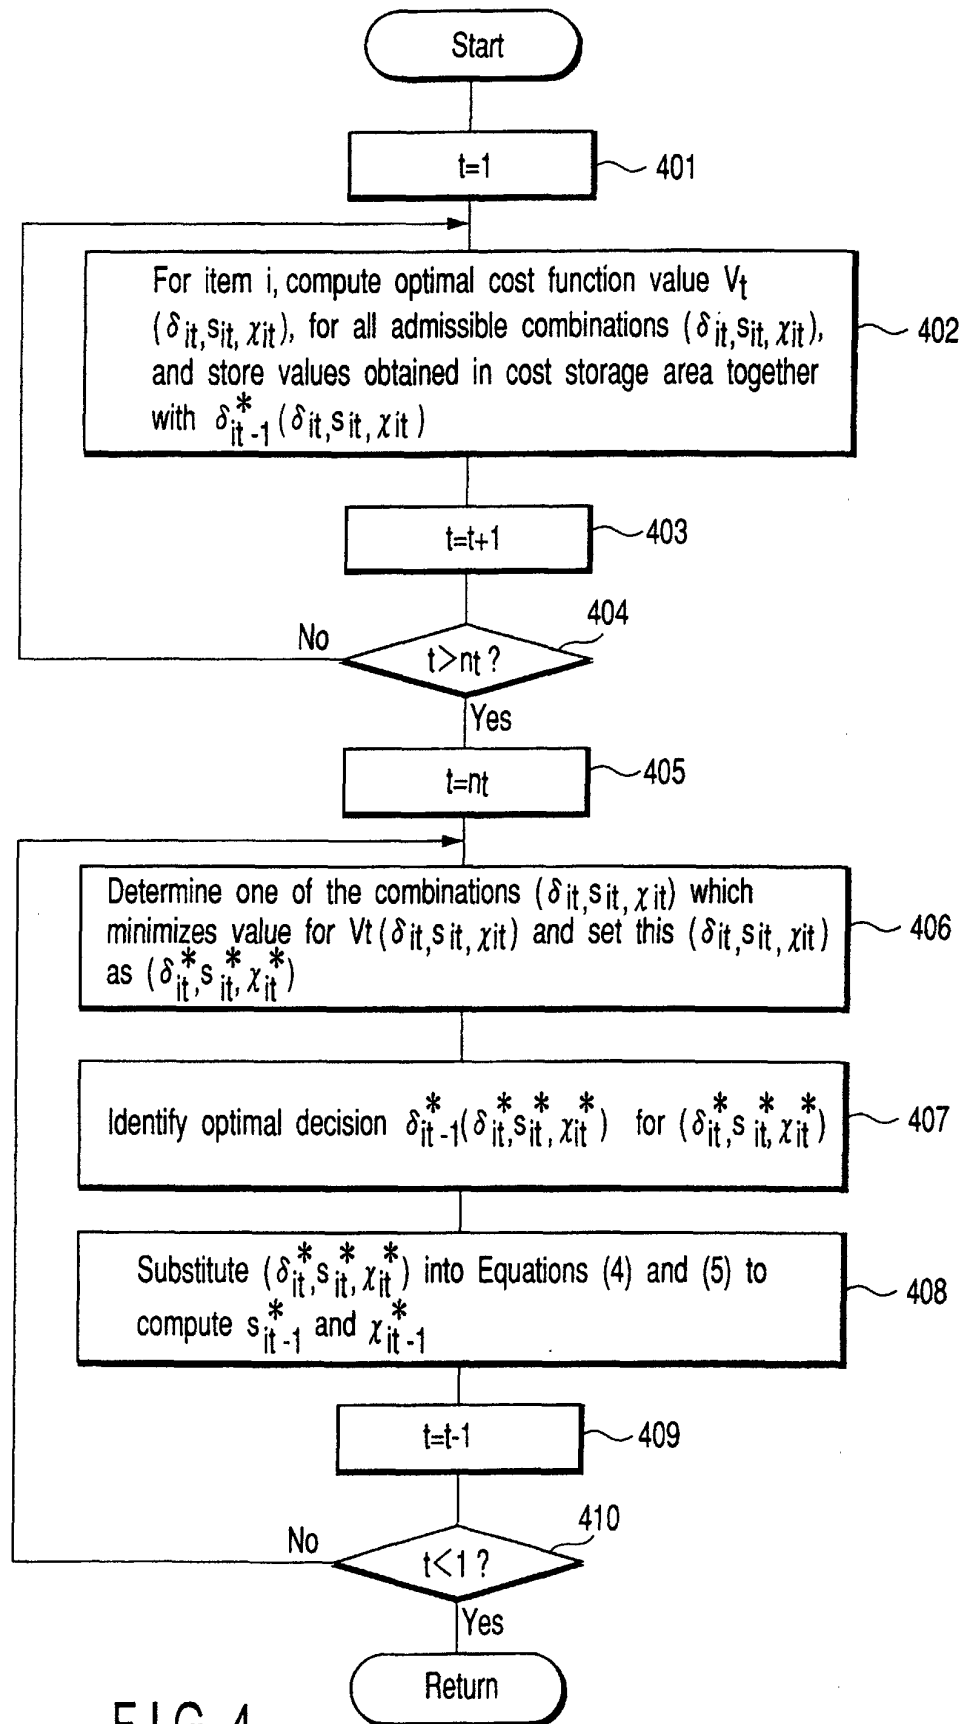 Start
t=1
401
For item i, compute optimal cost function value Vt
(δit,sit, χit), for all admissible combinations (δit,sit, χit),
and store values obtained in cost storage area together
with δ*it-1(δit,sit, χit)
402
t=t+1
403
404
No
t>nt ?
Yes
t=nt
405
Determine one of the combinations (δit,sit, χit) which
minimizes value for Vt(δit,sit, χit) and set this (δit,sit, χit)
as (δ*it,s*it, χ*it)
406
Identify optimal decision δ*it-1(δ*it,s*it, χ*it) for (δ*it,s*it, χ*it)
407
Substitute (δ*it,s*it, χ*it) into Equations (4) and (5) to
compute s*it-1 and χ*it-1
408
t=t-1
409
410
No
t<1 ?
Yes
Return
FIG. 4